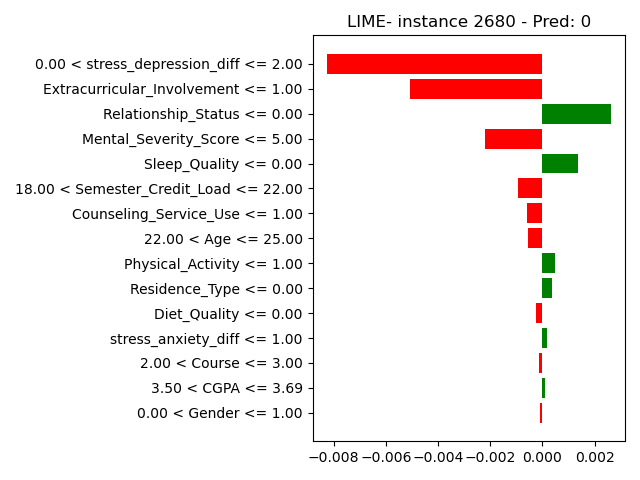 LIME- instance 2680 - Pred: 0
0.00 < stress_depression_diff <= 2.00
Extracurricular_Involvement <= 1.00
Relationship_Status <= 0.00
Mental_Severity_Score <= 5.00
Sleep_Quality <= 0.00
18.00 < Semester_Credit_Load <= 22.00
Counseling_Service_Use <= 1.00
22.00 < Age <= 25.00
Physical_Activity <= 1.00
Residence_Type <= 0.00
Diet_Quality <= 0.00
stress_anxiety_diff <= 1.00
2.00 < Course <= 3.00
3.50 < CGPA <= 3.69
0.00 < Gender <= 1.00
−0.008 −0.006 −0.004 −0.002 0.000 0.002